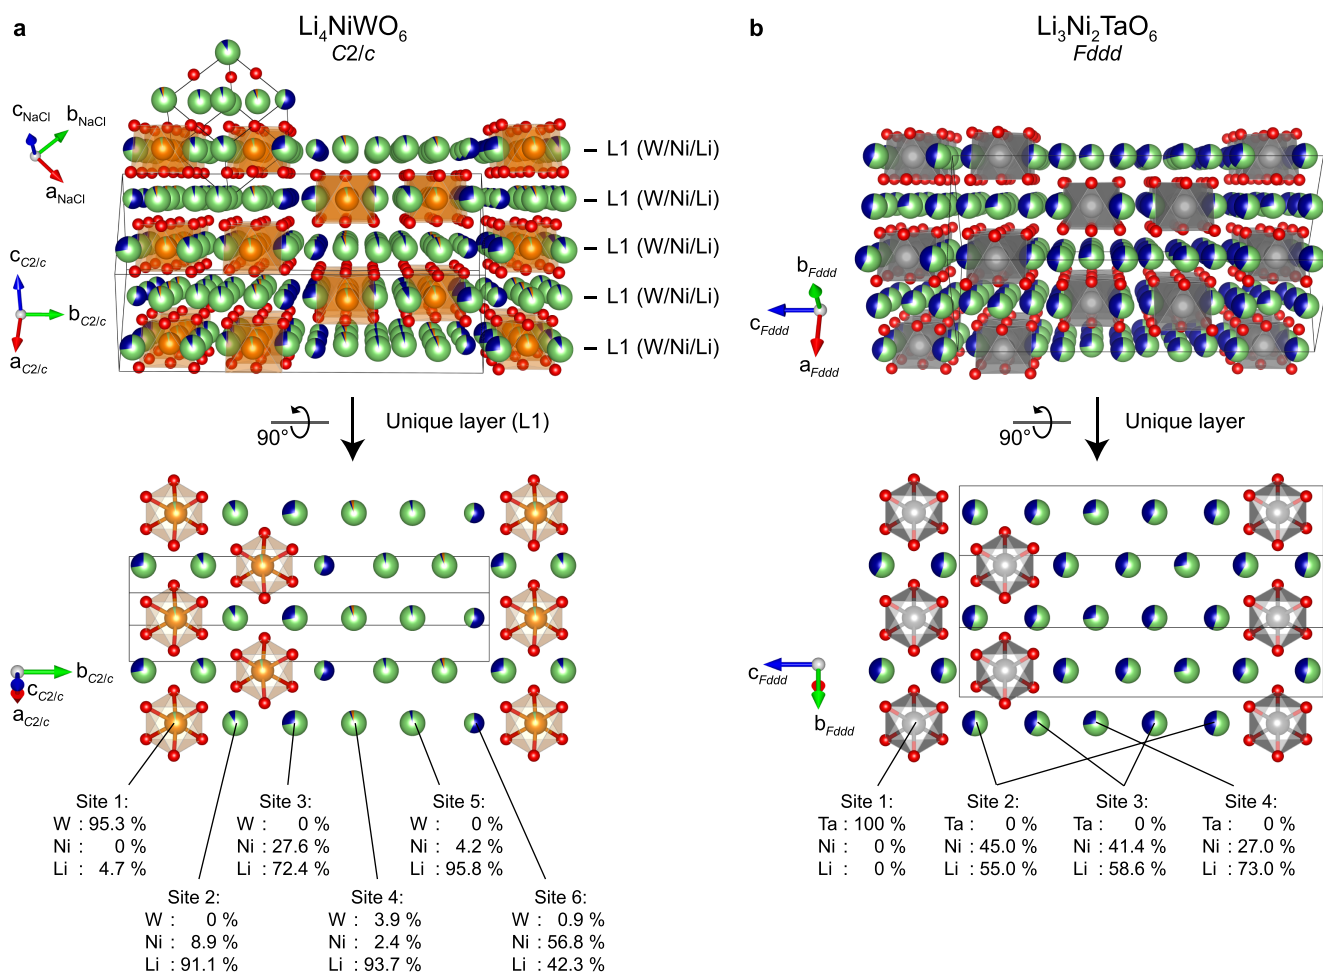 a
Li4NiWO6
C2/c
b
Li3Ni2TaO6
Fddd
cNaCl
bNaCl
aNaCl
L1 (W/Ni/Li)
L1 (W/Ni/Li)
L1 (W/Ni/Li)
L1 (W/Ni/Li)
L1 (W/Ni/Li)
cC2/c
bC2/c
aC2/c
bFddd
cFddd
aFddd
90°
Unique layer (L1)
90°
Unique layer
bC2/c
cC2/c
aC2/c
cFddd
bFddd
Site 1:
W : 95.3 %
Ni : 0 %
Li : 4.7 %
Site 3:
W : 0 %
Ni : 27.6 %
Li : 72.4 %
Site 5:
W : 0 %
Ni : 4.2 %
Li : 95.8 %
Site 2:
W : 0 %
Ni : 8.9 %
Li : 91.1 %
Site 4:
W : 3.9 %
Ni : 2.4 %
Li : 93.7 %
Site 6:
W : 0.9 %
Ni : 56.8 %
Li : 42.3 %
Site 1:
Ta : 100 %
Ni : 0 %
Li : 0 %
Site 2:
Ta : 0 %
Ni : 45.0 %
Li : 55.0 %
Site 3:
Ta : 0 %
Ni : 41.4 %
Li : 58.6 %
Site 4:
Ta : 0 %
Ni : 27.0 %
Li : 73.0 %